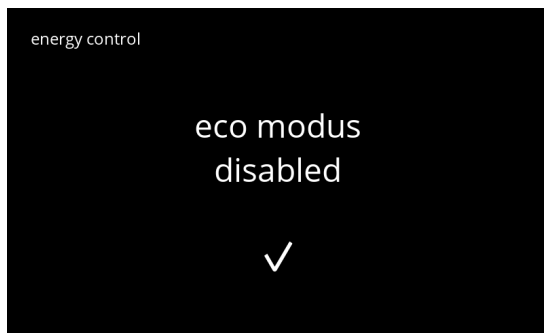 energy control
eco modus
disabled